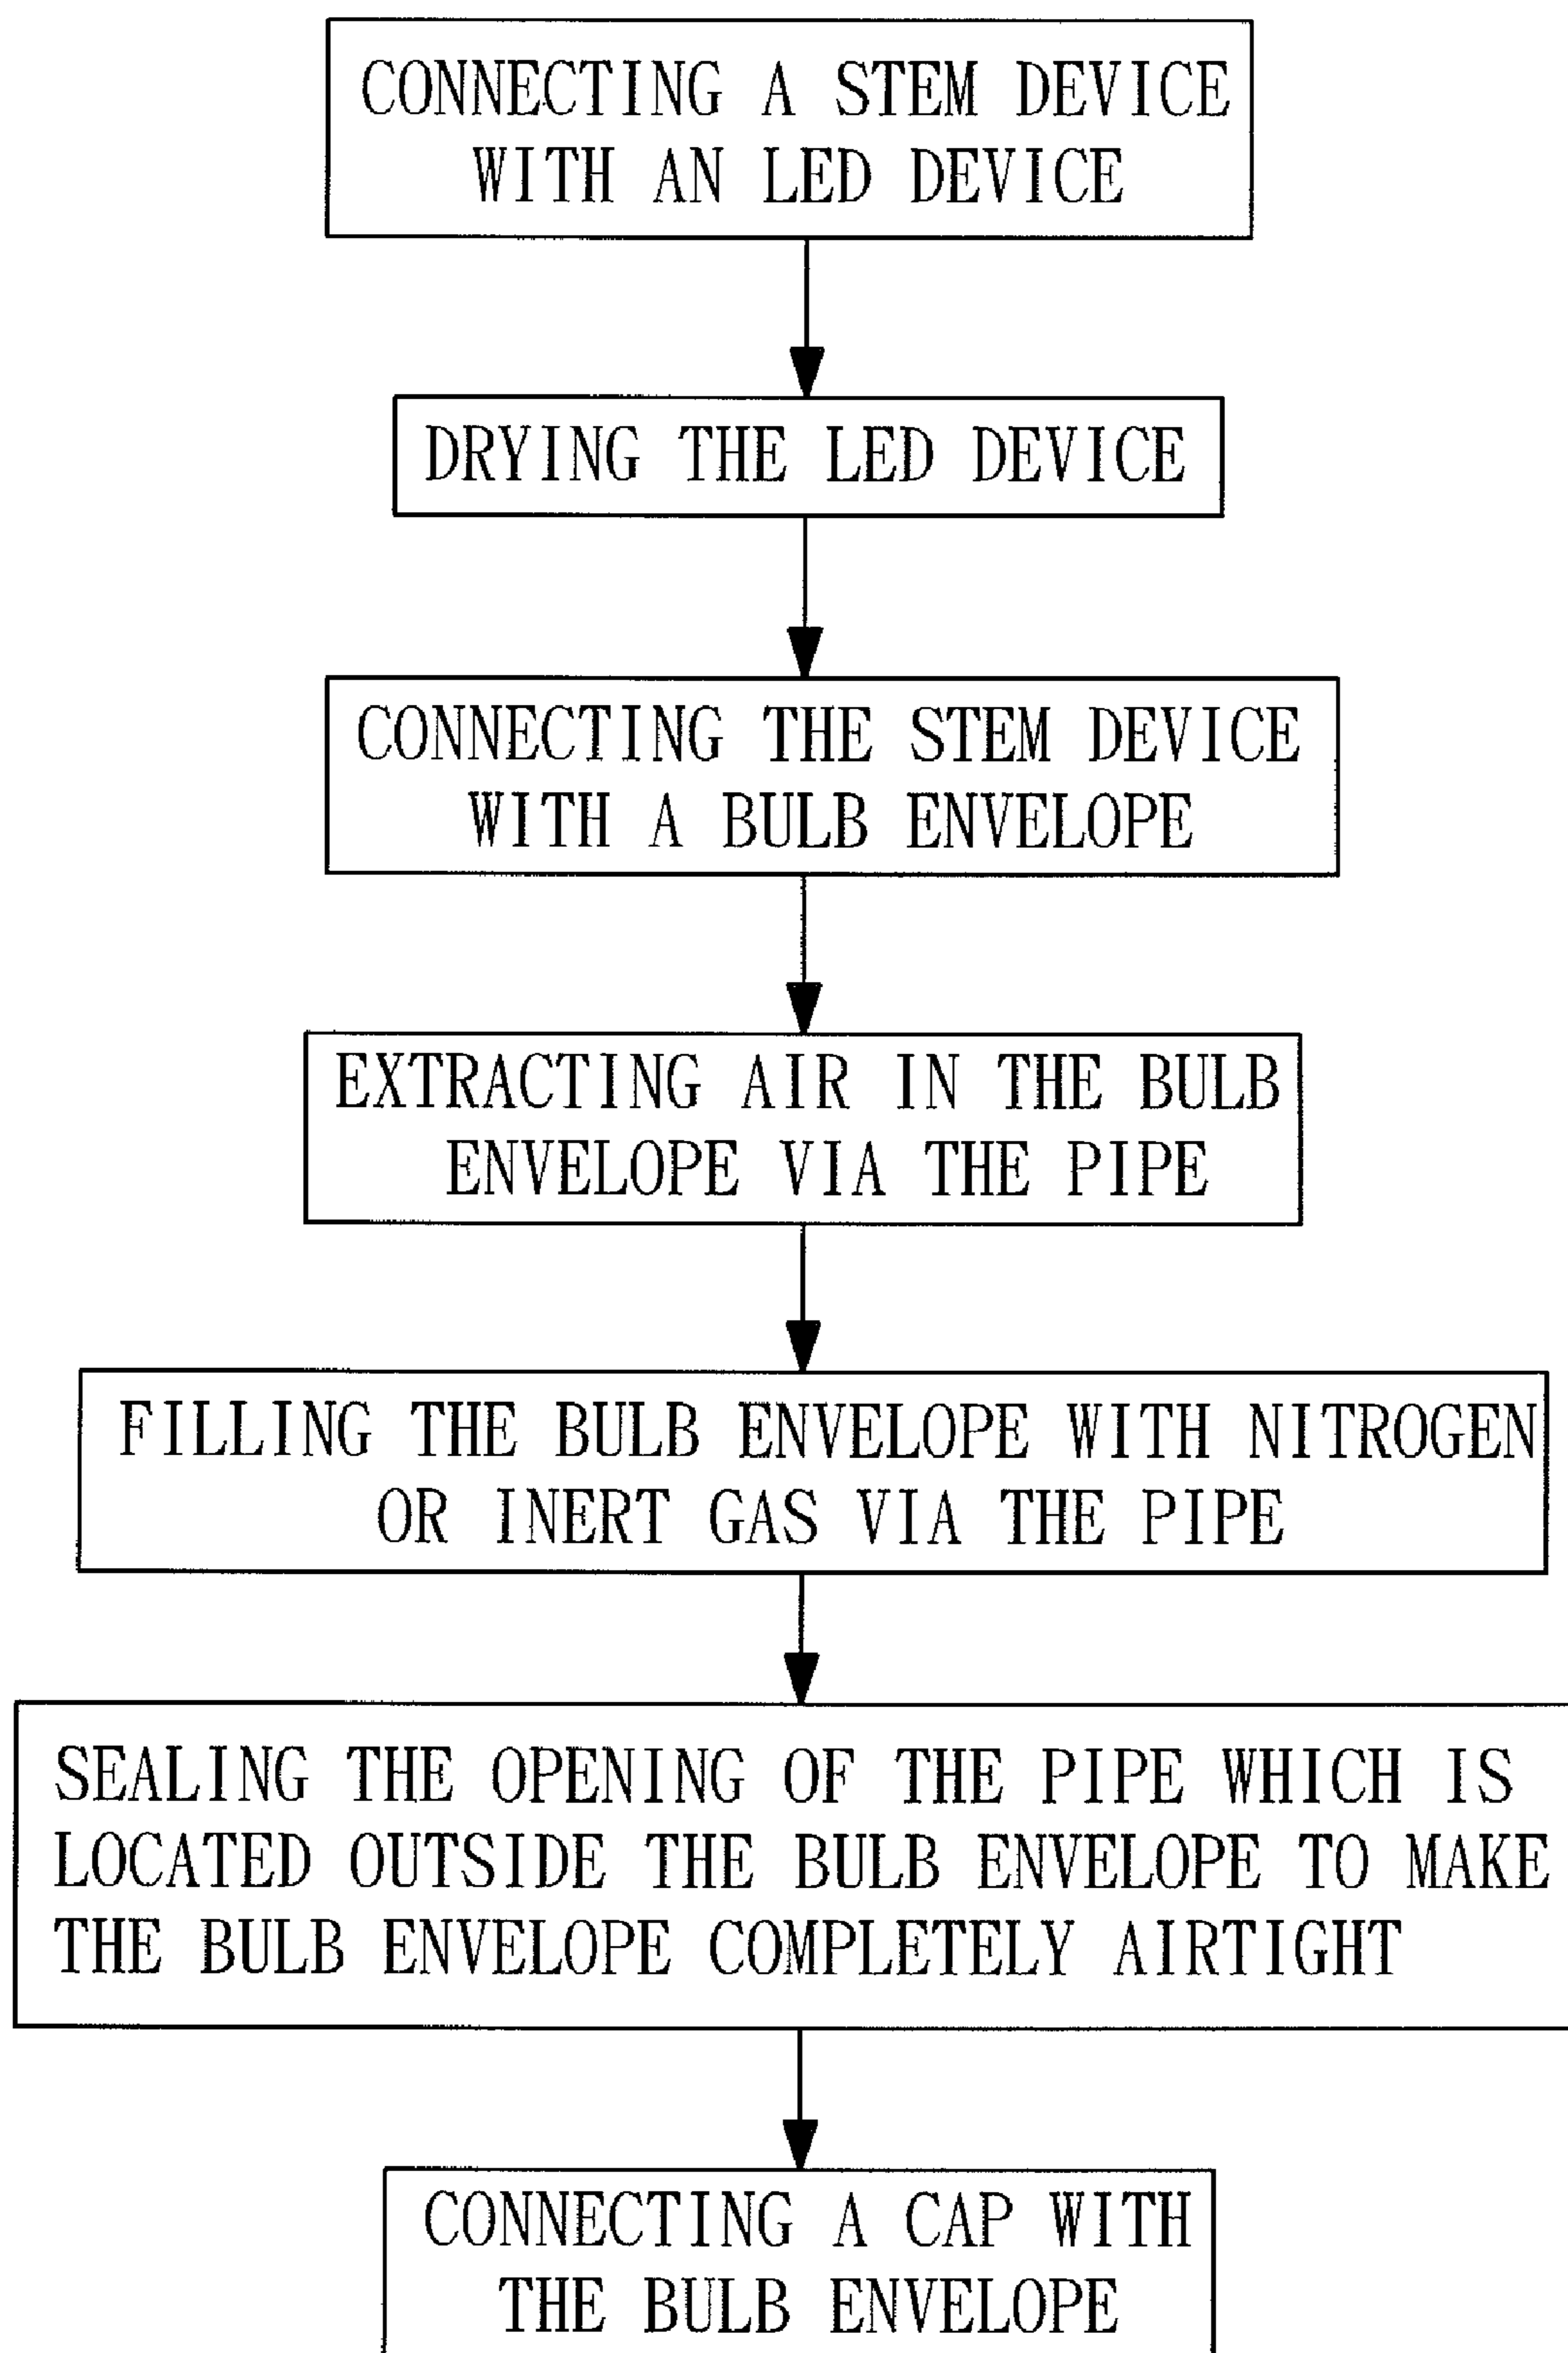 CONNECTING A STEM DEVICE
WITH AN LED DEVICE
DRYING THE LED DEVICE
CONNECTING THE STEM DEVICE
WITH A BULB ENVELOPE
EXTRACTING AIR IN THE BULB
ENVELOPE VIA THE PIPE
FILLING THE BULB ENVELOPE WITH NITROGEN
OR INERT GAS VIA THE PIPE
SEALING THE OPENING OF THE PIPE WHICH IS
LOCATED OUTSIDE THE BULB ENVELOPE TO MAKE
THE BULB ENVELOPE COMPLETELY AIRTIGHT
CONNECTING A CAP WITH
THE BULB ENVELOPE